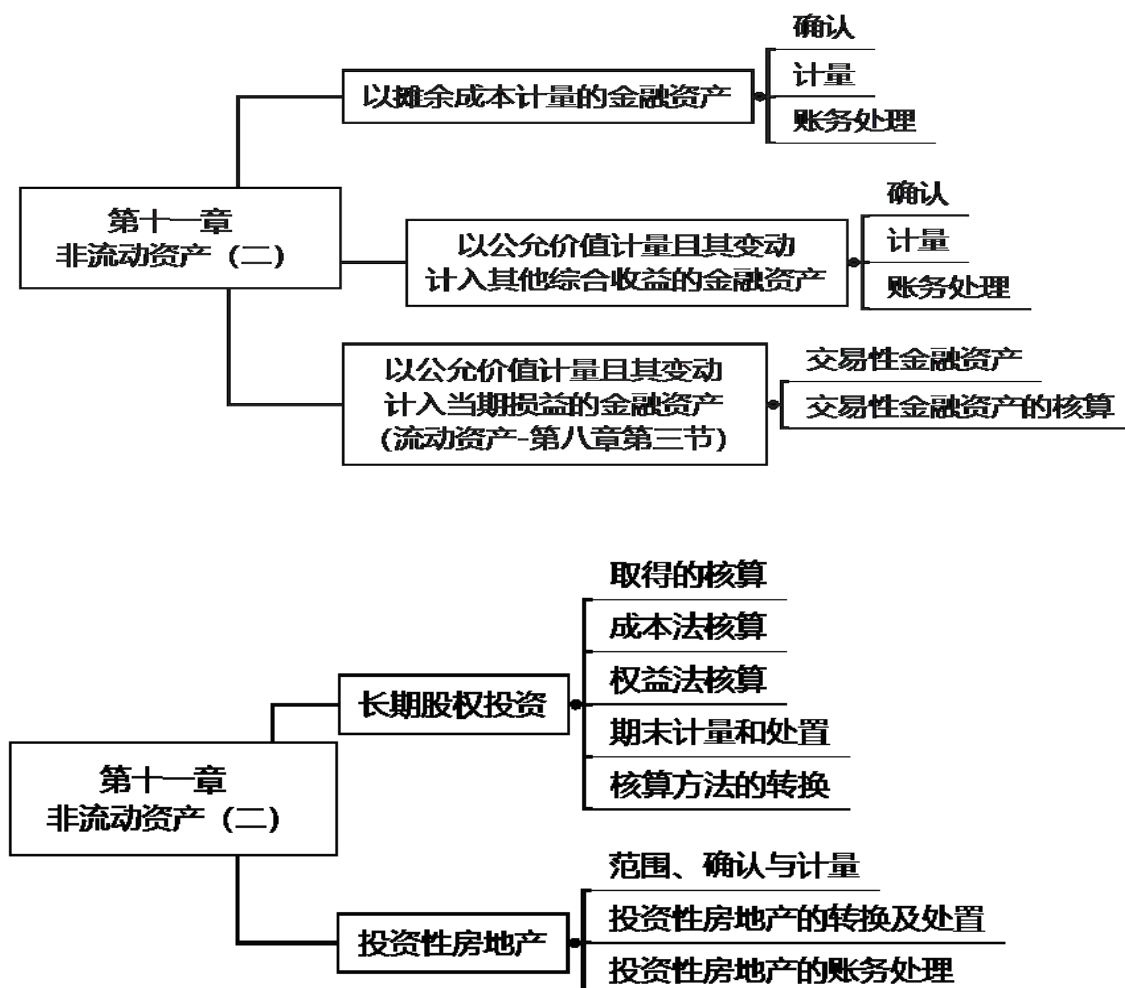 确认
计量
账务处理
以摊余成本计量的金融资产
第十一章
非流动资产（二）
确认
计量
账务处理
以公允价值计量且其变动
计入其他综合收益的金融资产
以公允价值计量且其变动
计入当期损益的金融资产
(流动资产-第八章第三节)
交易性金融资产
交易性金融资产的核算
取得的核算
成本法核算
权益法核算
期末计量和处置
核算方法的转换
长期股权投资
第十一章
非流动资产（二）
范围、确认与计量
投资性房地产的转换及处置
投资性房地产的账务处理
投资性房地产